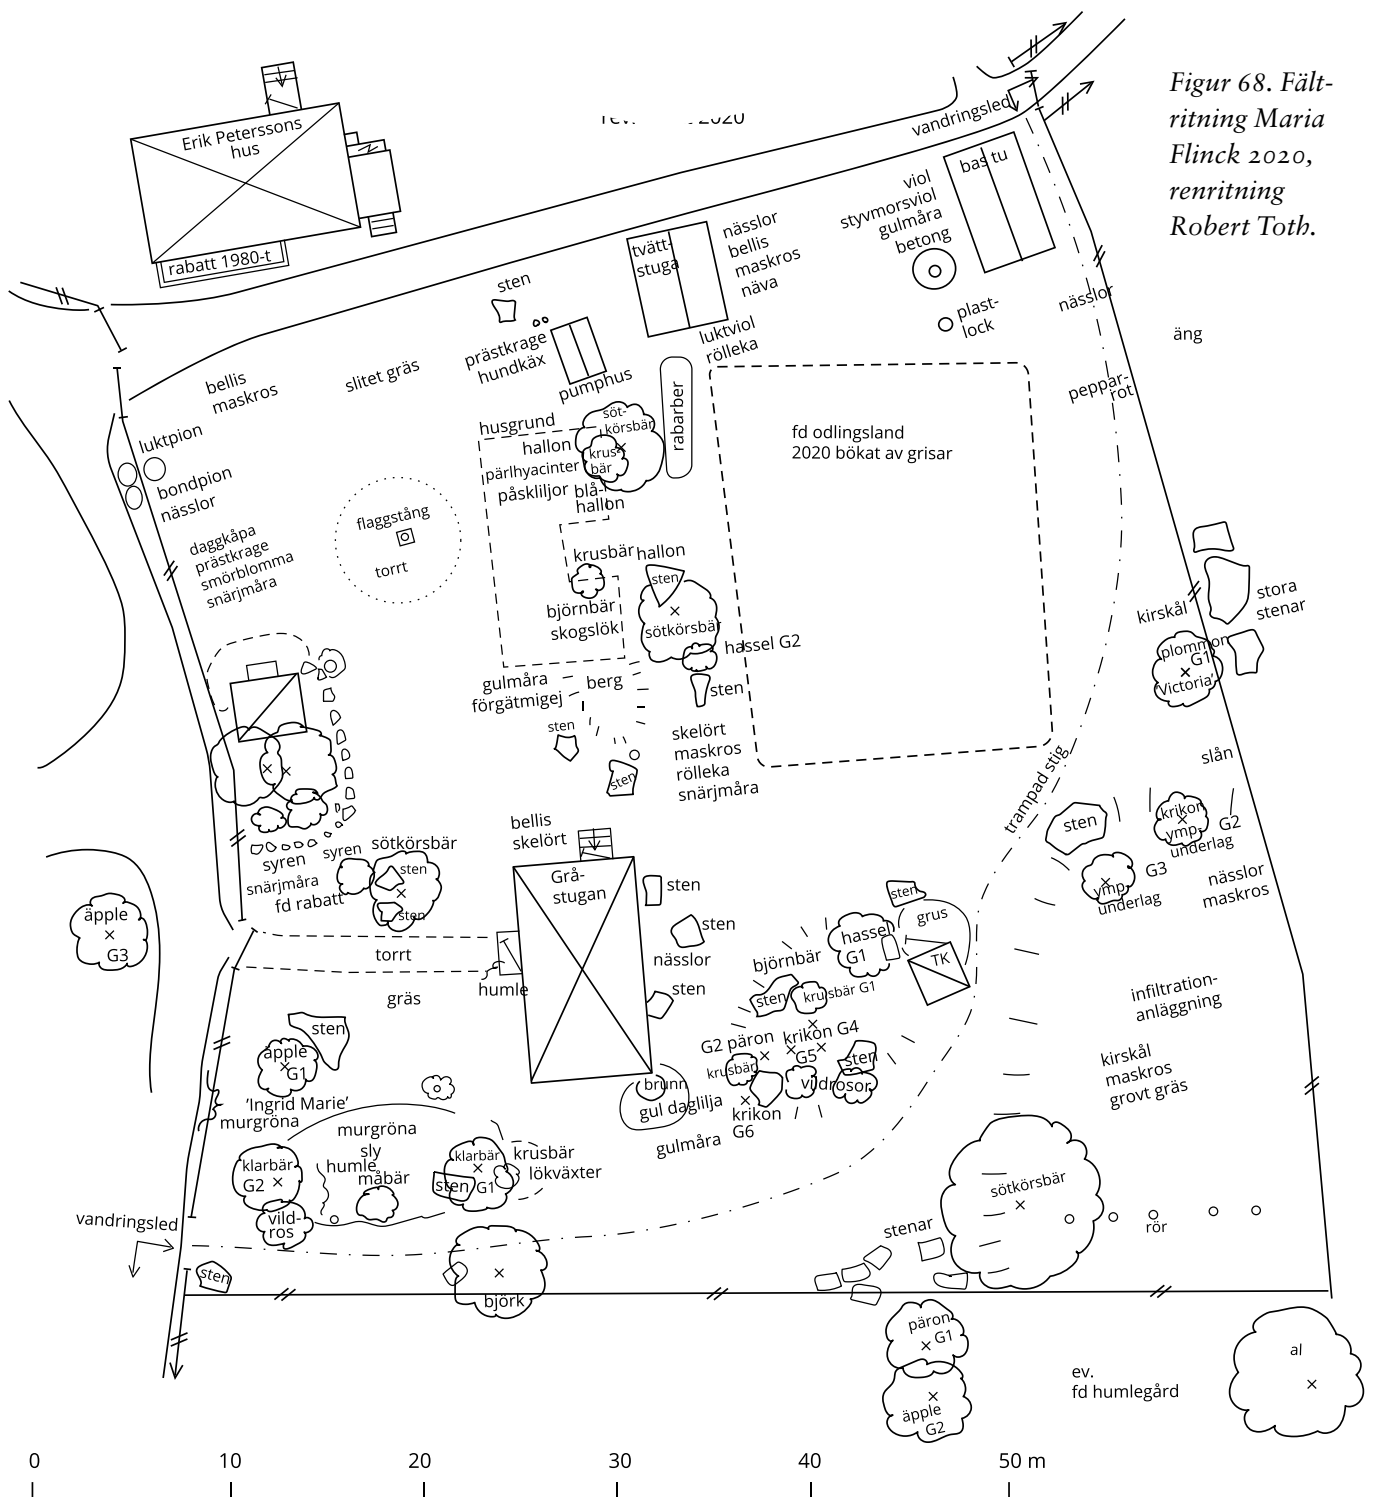 Figur 68. Fält-
ritning Maria
Flinck 2020,
renritning
Robert Toth.
2020
vandringsled
Erik Peterssons
hus
rabatt 1980-t
bastu
viol
styvmorsviol
gulmåra
betong
plast-
lock
nässlor
äng
peppar-
rot
tvätt-
stuga
nässlor
bellis
maskros
näva
luktviol
rölleka
sten
prästkrage
hundkäx
pumphus
slitet gräs
bellis
maskros
rabarber
fd odlingsland
2020 bökat av grisar
husgrund
söt-
körsbär
hallon
krus-
bär
pärlhyacinter
påskliljor
blå-
hallon
luktpion
bondpion
nässlor
flaggstång
torrt
daggkåpa
prästkrage
smörblomma
snärjmåra
krusbär
hallon
sten
björnbär
skogslök
sötkörsbär
hassel G2
gulmåra
förgätmigej
berg
sten
sten
sten
skelört
maskros
rölleka
snärjmåra
stora
stenar
kirskål
plommon
G1
'Victoria'
slån
trampad stig
sten
krikon
ymp-
underlag
G2
G3
ymp-
underlag
nässlor
maskros
bellis
skelört
syren
syren
sötkörsbär
snärjmåra
fd rabatt
sten
sten
Grå-
stugan
sten
sten
nässlor
sten
äpple
G3
torrt
gräs
humle
sten
grus
hassel
G1
TK
björnbär
sten
krusbär G1
infiltration-
anläggning
G2 päron
krikon G4
G5
sten
krusbär
vildrosor
krikon
G6
kirskål
maskros
grovt gräs
sten
äpple
G1
'Ingrid Marie'
murgröna
brunn
gul daglilja
gulmåra
murgröna
sly
humle
måbär
klarbär
G2
vild-
ros
klarbär
sten
G1
krusbär
lökväxter
vandringsled
sten
björk
sötkörsbär
stenar
rör
päron
G1
äpple
G2
ev.
fd humlegård
al
0 10 20 30 40 50 m